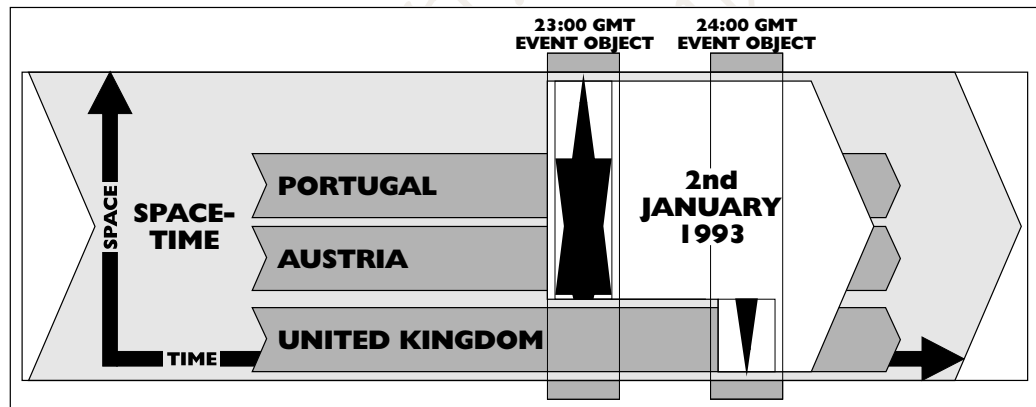 23:00 GMT
EVENT OBJECT
24:00 GMT
EVENT OBJECT
SPACE
SPACE-
TIME
PORTUGAL
AUSTRIA
UNITED KINGDOM
2nd
JANUARY
1993
TIME